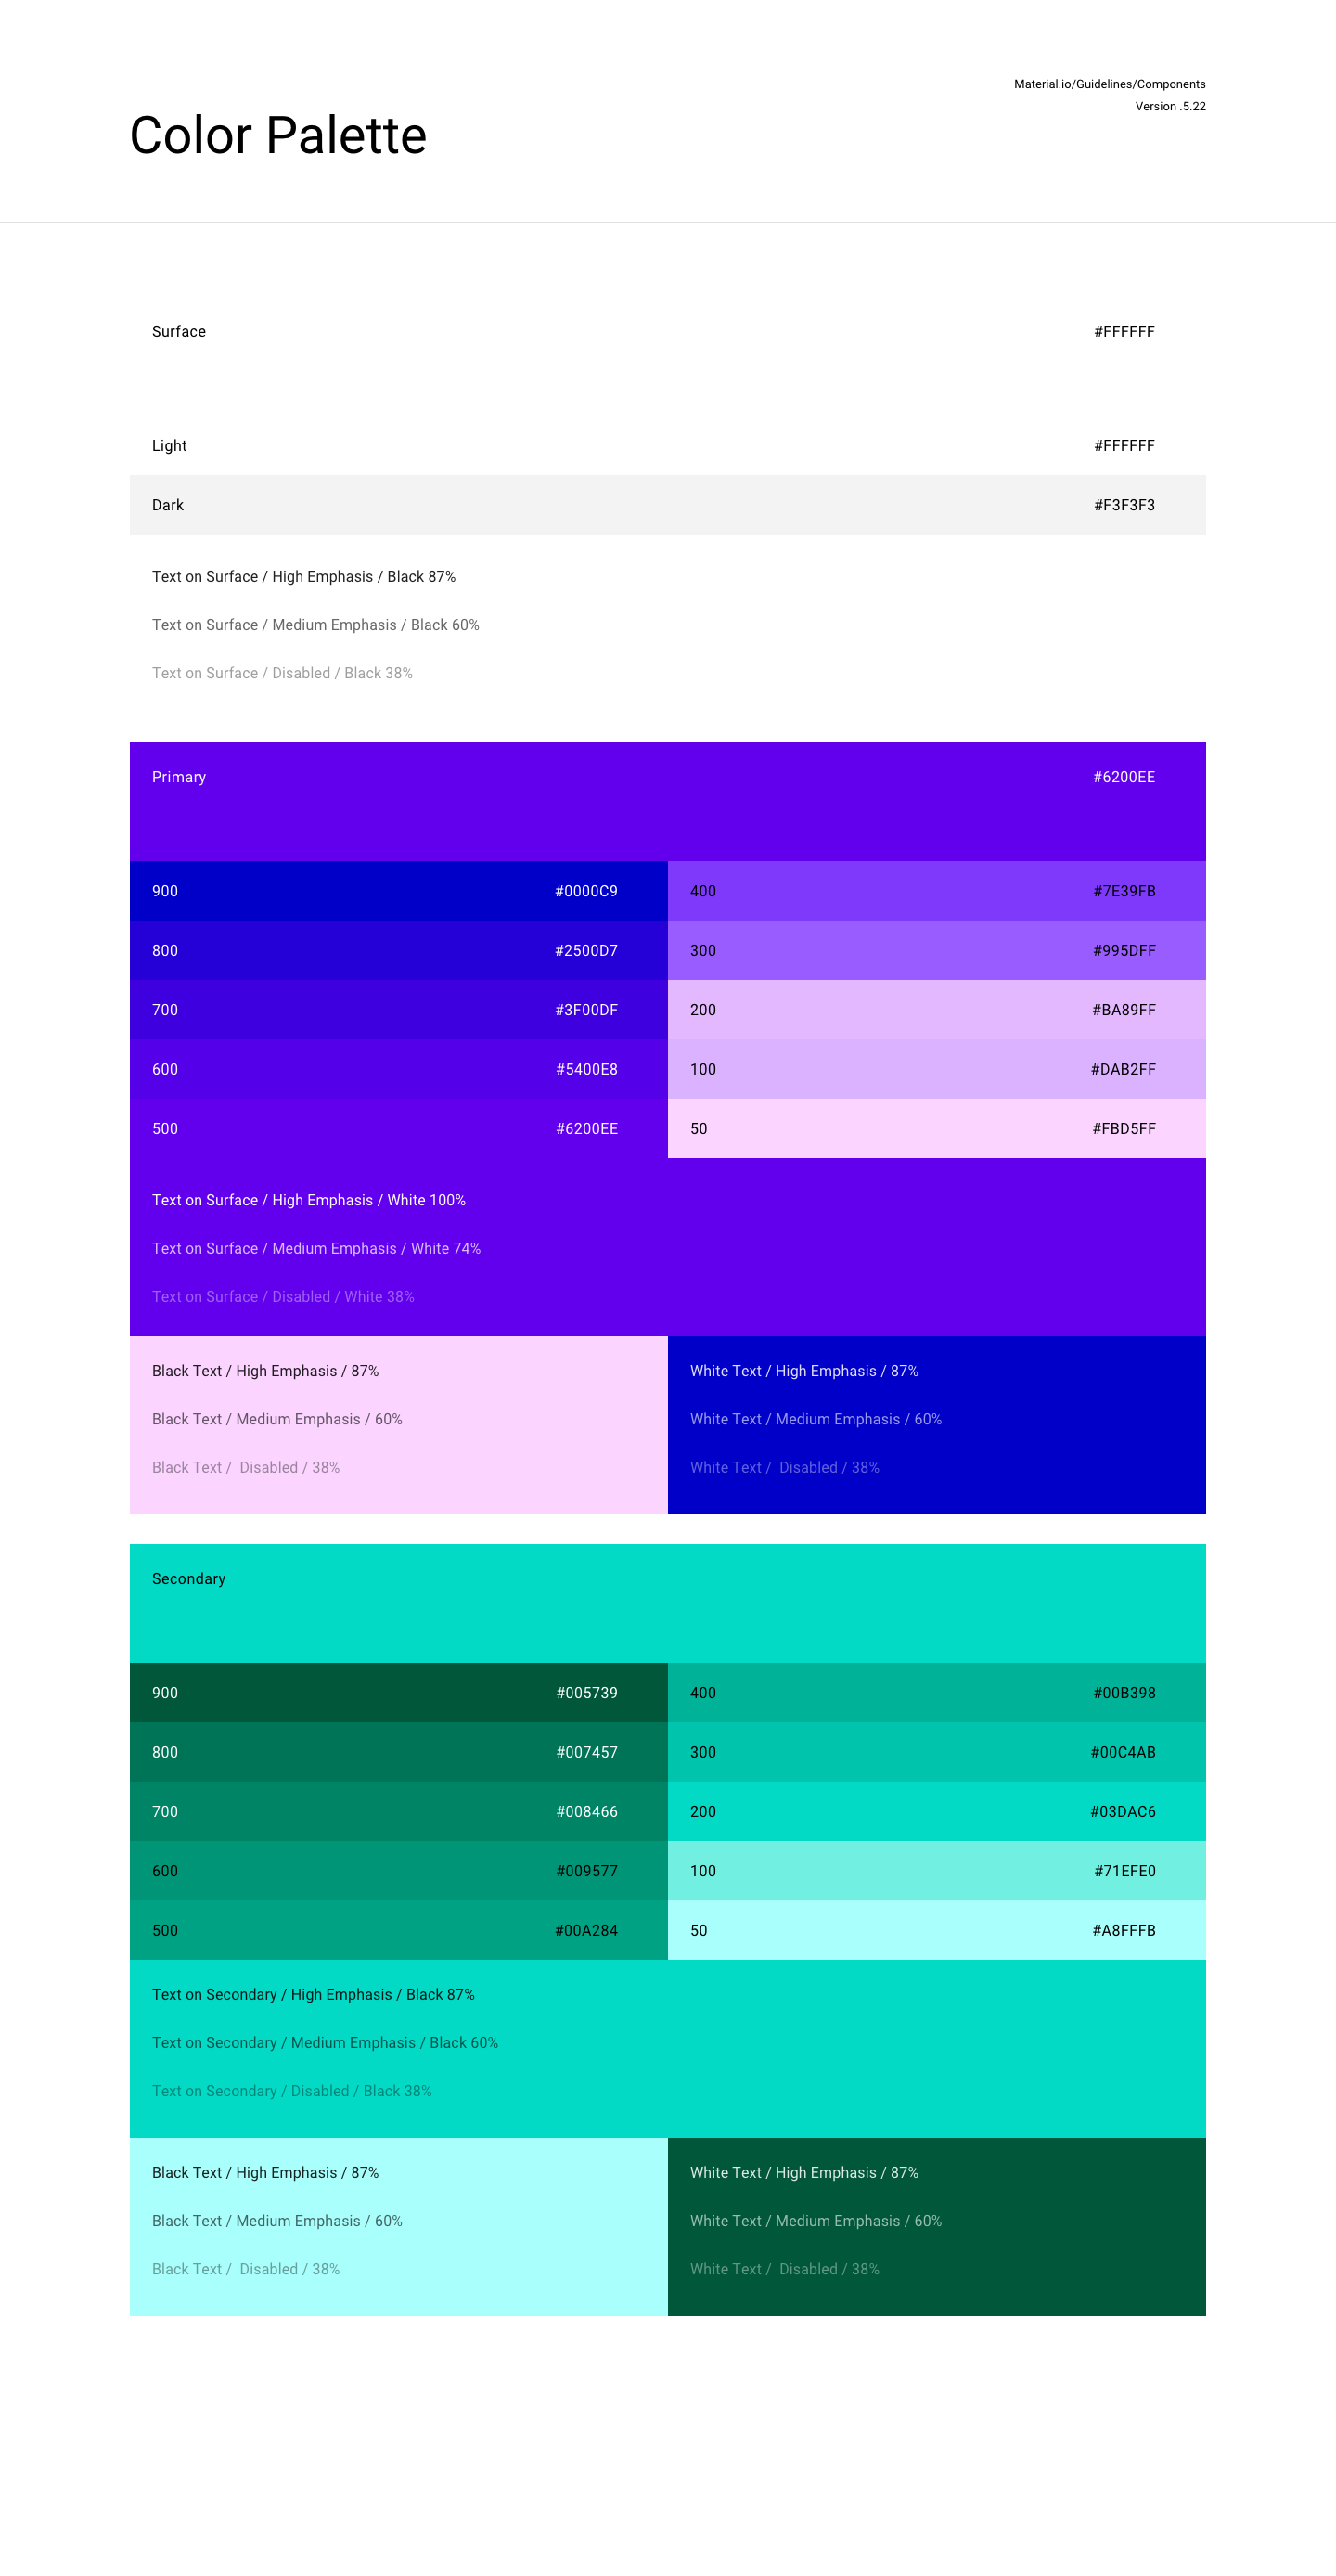 Material.io/Guidelines/Components
Version .5.22
Color Palette
Surface #FFFFFF
Light #FFFFFF
Dark #F3F3F3
Text on Surface / High Emphasis / Black 87%
Text on Surface / Medium Emphasis / Black 60%
Text on Surface / Disabled / Black 38%
Primary #6200EE
900 #0000C9 400 #7E39FB
800 #2500D7 300 #995DFF
700 #3F00DF 200 #BA89FF
600 #5400E8 100 #DAB2FF
500 #6200EE 50 #FBD5FF
Text on Surface / High Emphasis / White 100%
Text on Surface / Medium Emphasis / White 74%
Text on Surface / Disabled / White 38%
Black Text / High Emphasis / 87% White Text / High Emphasis / 87%
Black Text / Medium Emphasis / 60% White Text / Medium Emphasis / 60%
Black Text /  Disabled / 38% White Text /  Disabled / 38%
Secondary
900 #005739 400 #00B398
800 #007457 300 #00C4AB
700 #008466 200 #03DAC6
600 #009577 100 #71EFE0
500 #00A284 50 #A8FFFB
Text on Secondary / High Emphasis / Black 87%
Text on Secondary / Medium Emphasis / Black 60%
Text on Secondary / Disabled / Black 38%
Black Text / High Emphasis / 87% White Text / High Emphasis / 87%
Black Text / Medium Emphasis / 60% White Text / Medium Emphasis / 60%
Black Text /  Disabled / 38% White Text /  Disabled / 38%